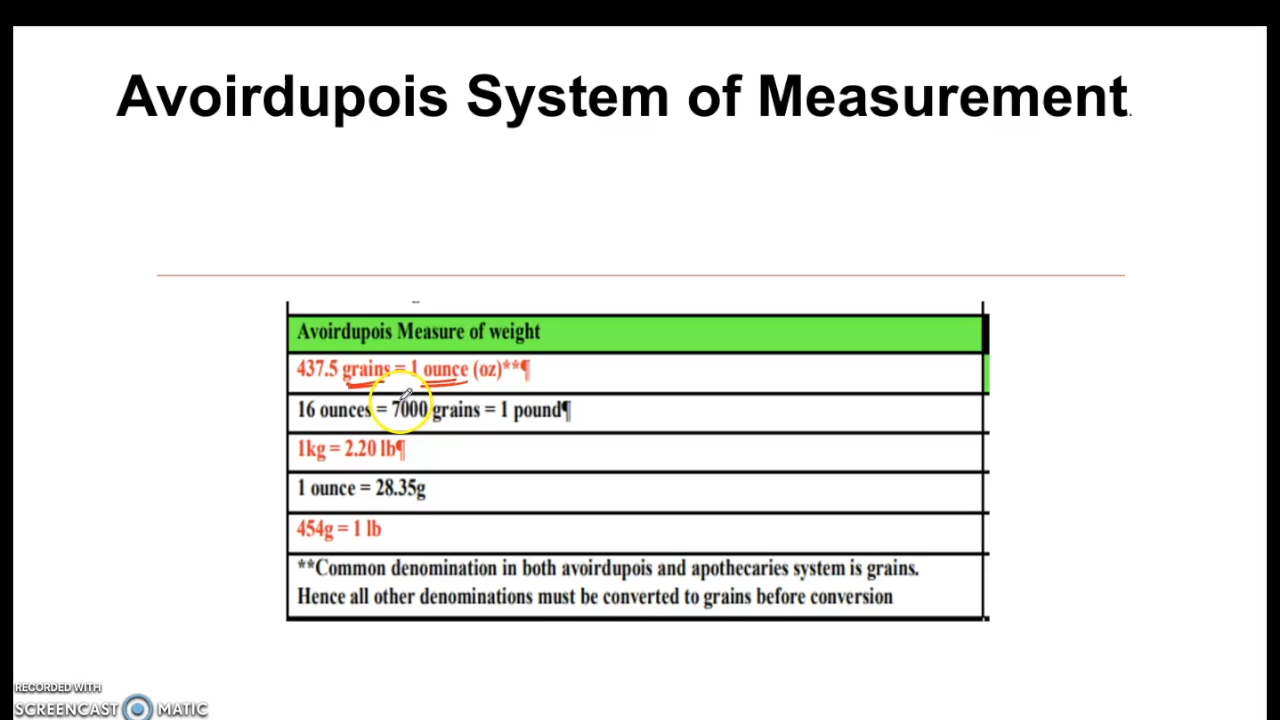 Avoirdupois System of Measurement.
Avoirdupois Measure of weight
437.5 grains = 1 ounce (oz)**¶
16 ounces = 7000 grains = 1 pound¶
1kg = 2.20 lb¶
1 ounce = 28.35g
454g = 1 lb
**Common denomination in both avoirdupois and apothecaries system is grains.
Hence all other denominations must be converted to grains before conversion
RECORDED WITH
SCREENCAST MATIC